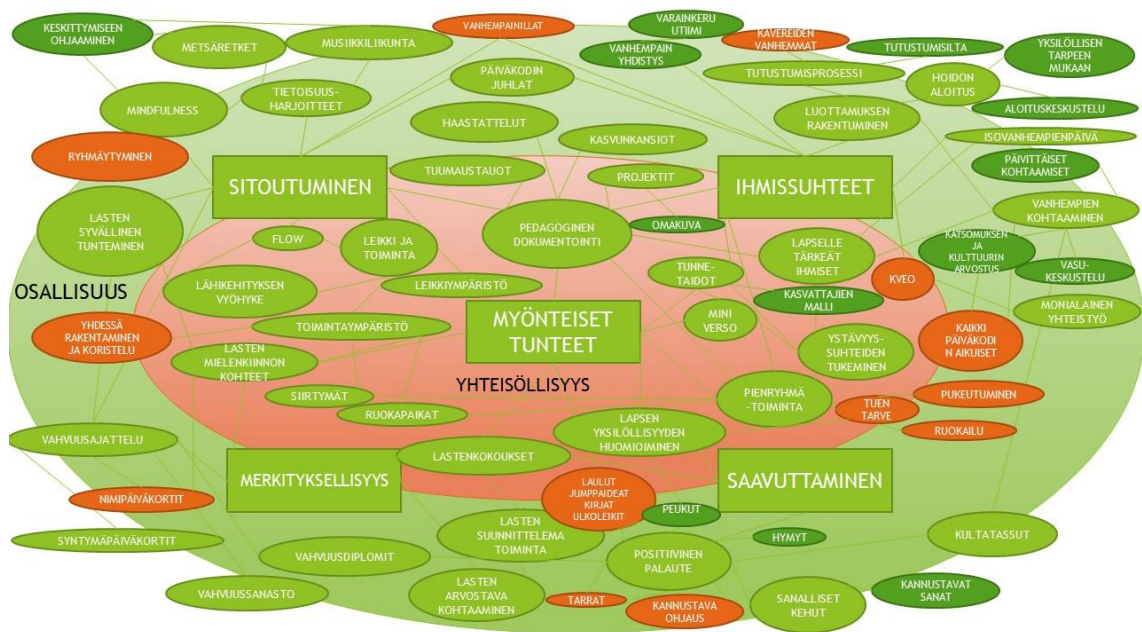 KESKITTYMISEEN
OHJAAMINEN
METSÄRETKET
MUSIIKKILIIKUNTA
VANHEMPAINILLAT
VARAINKERU
UTIIMI
KAVEREIDEN
VANHEMMAT
VANHEMPAIN
YHDISTYS
TUTUSTUMISILTA
YKSILÖLLISEN
TARPEEN
MUKAAN
PÄIVÄKODIN
JUHLAT
TUTUSTUMISPROSESSI
HOIDON
ALOITUS
MINDFULNESS
TIETOISUUS-
HARJOITTEET
HAASTATTELUT
LUOTTAMUKSEN
RAKENTUMINEN
ALOITUSKESKUSTELU
ISOVANHEMPIENPÄIVÄ
KASVUNKANSIOT
RYHMÄYTYMINEN
SITOUTUMINEN
TUUMAUSTAUOT
PROJEKTIT
IHMISSUHTEET
PÄIVITTÄISET
KOHTAAMISET
LASTEN
SYVÄLLINEN
TUNTEMINEN
VANHEMPIEN
KOHTAAMINEN
FLOW
LEIKKI JA
TOIMINTA
PEDAGOGINEN
DOKUMENTOINTI
OMAKUVA
LAPSELLE
TÄRKEÄT
IHMISET
KATSOMUKSEN
JA
KULTTUURIN
ARVOSTUS
OSALLISUUS
LÄHIKEHITYKSEN
VYÖHYKE
LEIKKIYMPÄRISTÖ
TUNNE-
TAIDOT
KVEO
VASU-
KESKUSTELU
KASVATTAJIEN
MALLI
YHDESSÄ
RAKENTAMINEN
JA KORISTELU
TOIMINTAYMPÄRISTÖ
MYÖNTEISET
TUNTEET
MINI
VERSO
MONIALAINEN
YHTEISTYÖ
KAIKKI
PÄIVÄKODI
N AIKUISET
LASTEN
MIELENKIINNON
KOHTEET
YSTÄVYYS-
SUHTEIDEN
TUKEMINEN
YHTEISÖLLISYYS
SIIRTYMÄT
RUOKAPAIKAT
PIENRYHMÄ
-TOIMINTA
PUKEUTUMINEN
TUEN
TARVE
RUOKAILU
VAHVUUSAJATTELU
LAPSEN
YKSILÖLLISYYDEN
HUOMIOIMINEN
LASTENKOKOUKSET
MERKITYKSELLISYYS
SAAVUTTAMINEN
LAULUT
JUMPPAIDEAT
KIRJAT
ULKOLEIKIT
NIMIPÄIVÄKORTIT
PEUKUT
SYNTYMÄPÄIVÄKORTIT
LASTEN
SUUNNITTELEMA
TOIMINTA
HYMYT
KULTATASSUT
VAHVUUSDIPLOMIT
POSITIIVINEN
PALAUTE
VAHVUUSSANASTO
LASTEN
ARVOSTAVA
KOHTAAMINEN
TARRAT
KANNUSTAVA
OHJAUS
SANALLISET
KEHUT
KANNUSTAVAT
SANAT